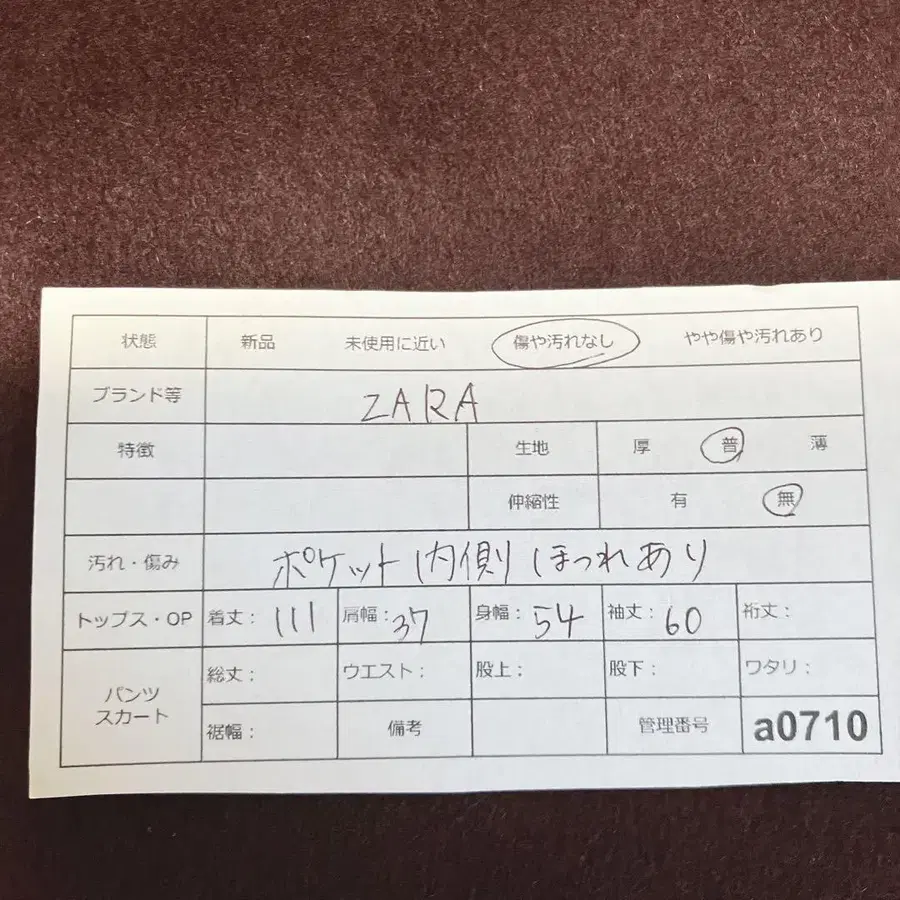 状態 新品 未使用に近い 傷や汚れなし やや傷や汚れあり
ブランド等 ZARA
特徴 生地 厚 普 薄
伸縮性 有 無
汚れ・傷み ポケット内側ほつれあり
トップス・OP 着丈: 111 肩幅: 37 身幅: 54 袖丈: 60 裄丈:
パンツ
スカート
総丈: ウエスト: 股上: 股下: ワタリ:
裾幅: 備考 管理番号 a0710